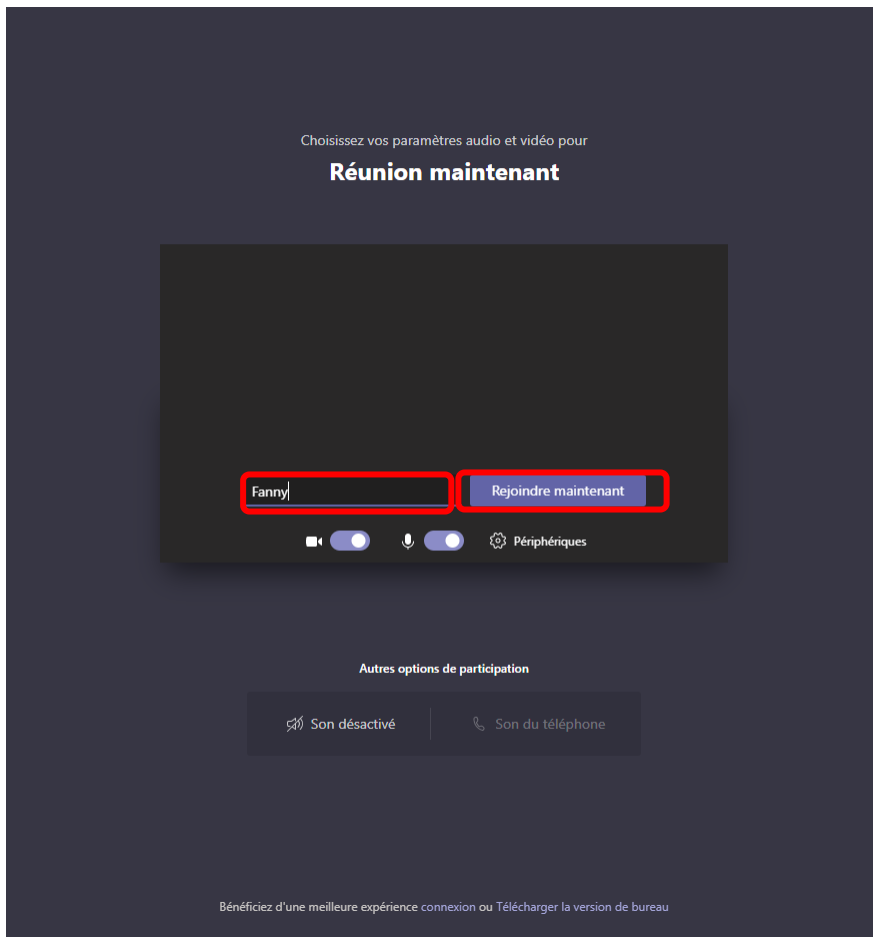 Choisissez vos paramètres audio et vidéo pour
Réunion maintenant
Fanny
Rejoindre maintenant
Périphériques
Autres options de participation
Son désactivé
Son du téléphone
Bénéficiez d'une meilleure expérience connexion ou Télécharger la version de bureau